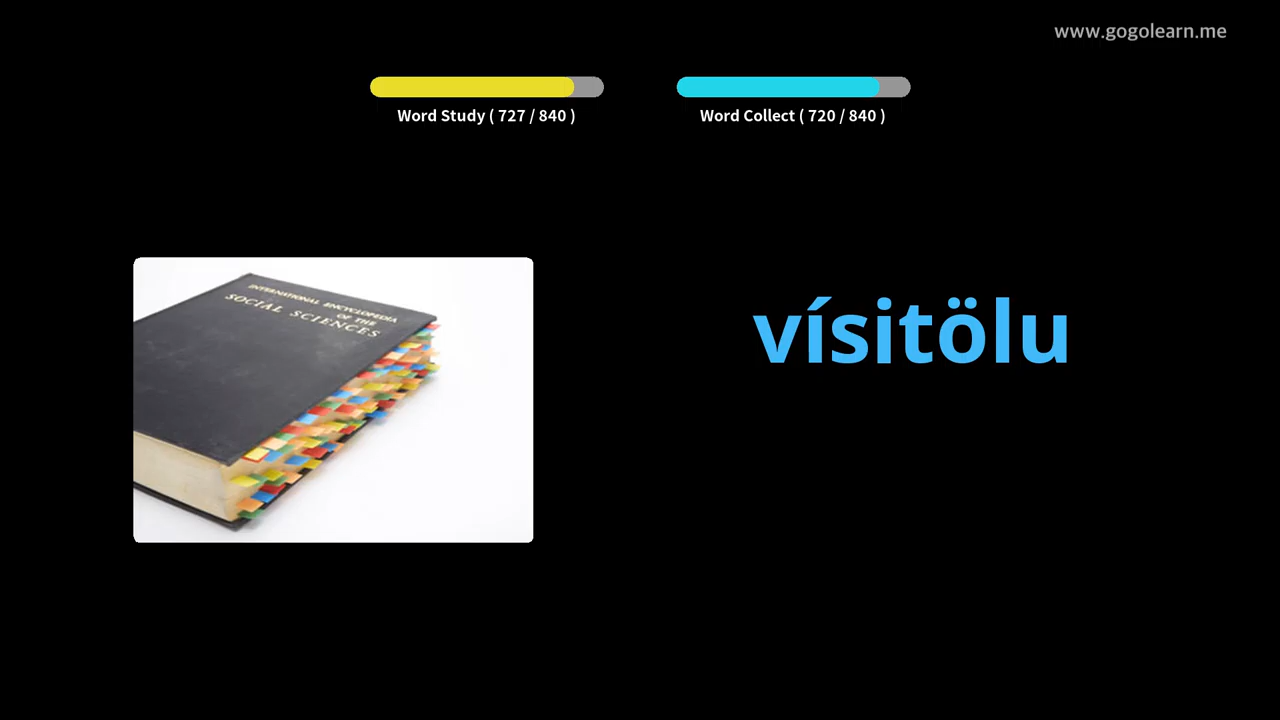 www.gogolearn.me
Word Study ( 727 / 840 )
Word Collect ( 720 / 840 )
INTERNATIONAL ENCYCLOPEDIA
OF THE
SOCIAL SCIENCES
vísitölu